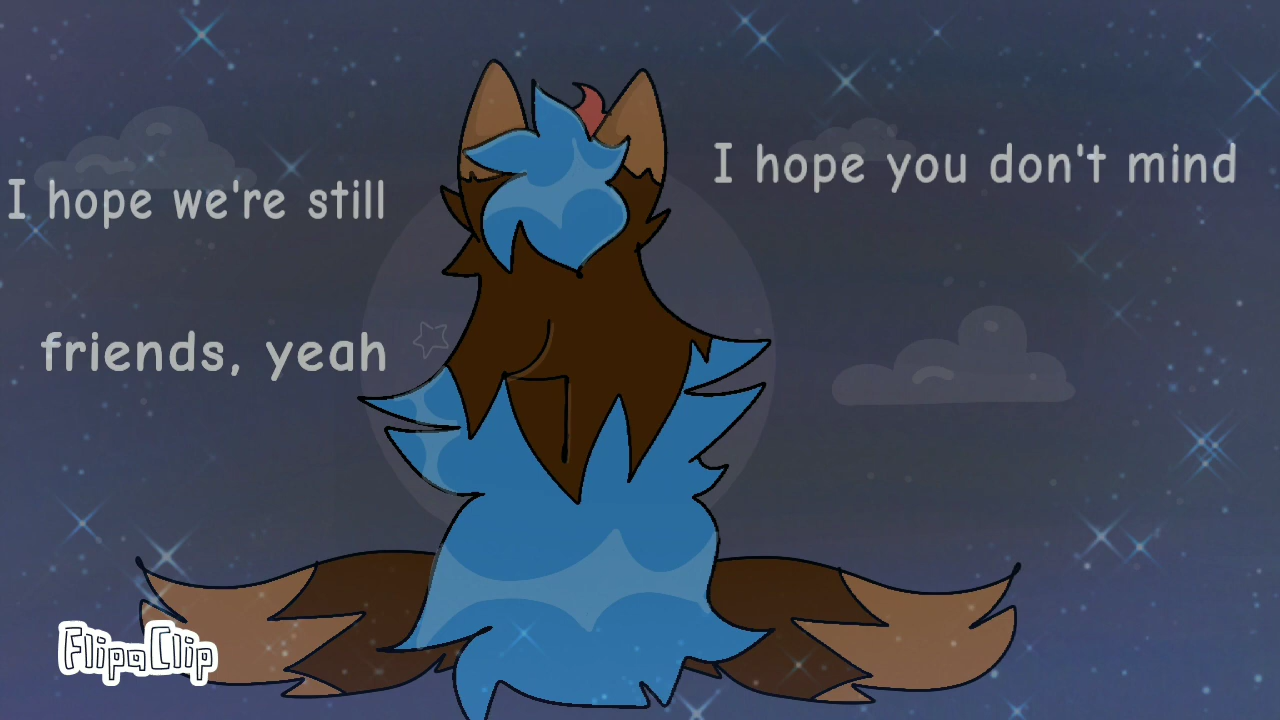 I hope we're still
friends, yeah
I hope you don't mind
FlipaClip